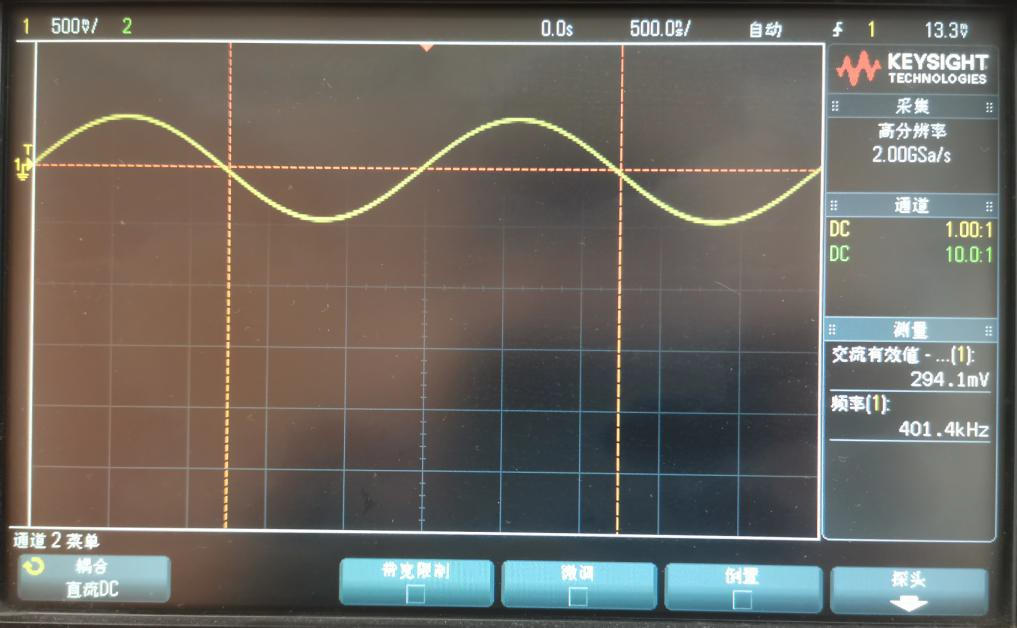 1 500mV/ 2 0.0s 500.0ns/ 自动 1 13.3mV
KEYSIGHT
TECHNOLOGIES
采集
高分辨率
2.00GSa/s
通道
DC 1.00:1
DC 10.0:1
测量
交流有效值 - ...(1):
294.1mV
频率(1):
401.4kHz
T
1
通道 2 菜单
耦合
直流DC
带宽限制
微调
倒置
探头